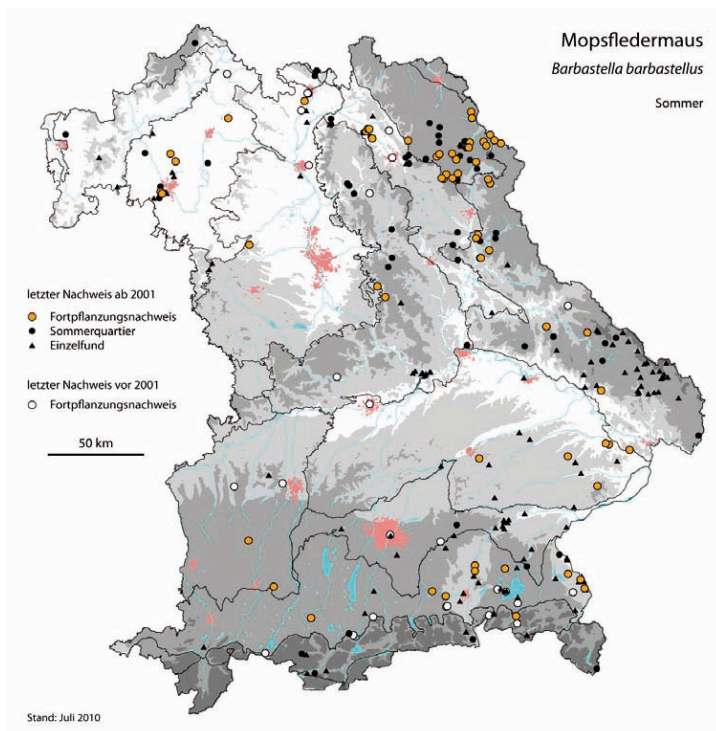 Mopsfledermaus
Barbastella barbastellus
Sommer
letzter Nachweis ab 2001
Fortpflanzungsnachweis
Sommerquartier
Einzelfund
letzter Nachweis vor 2001
Fortpflanzungsnachweis
50 km
Stand: Juli 2010